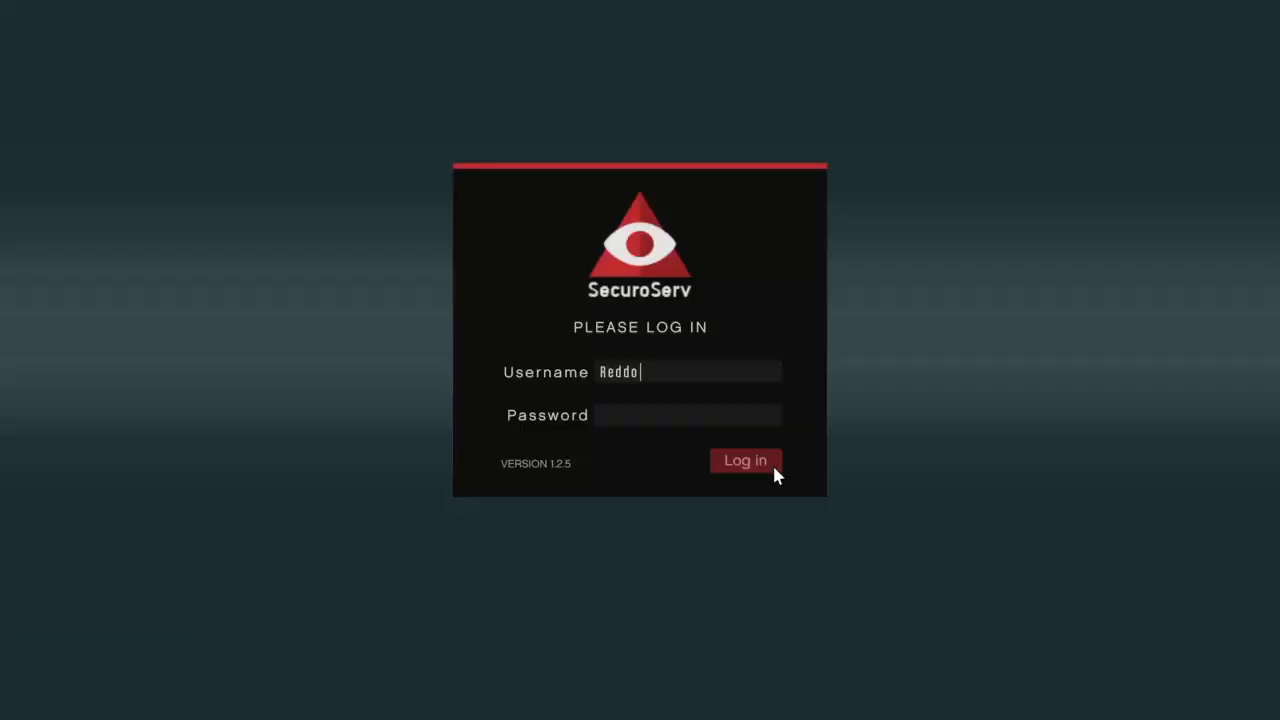 SecuroServ
PLEASE LOG IN
Username Reddo
Password
VERSION 1.2.5 Log in